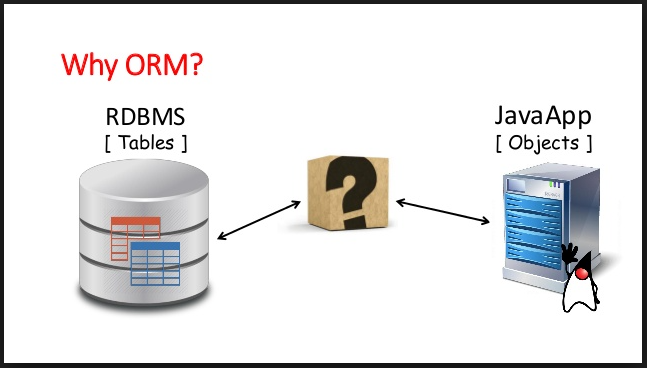 Why ORM?
RDBMS
[ Tables ]
?
JavaApp
[ Objects ]